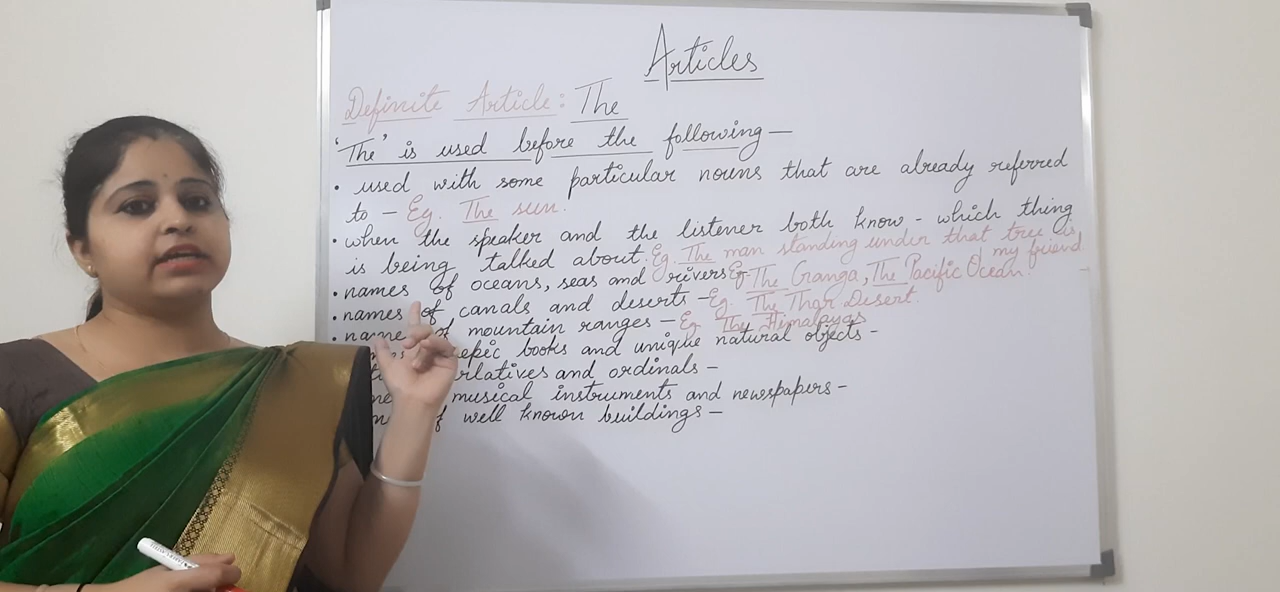 Articles
Definite Article: The
'The' is used before the following —
• used with some particular nouns that are already referred
to – Eg. The sun.
• when the speaker and the listener both know - which thing
is being talked about. Eg. The man standing under that tree is
my friend.
• names of oceans, seas and rivers Eg The Ganga, The Pacific Ocean.
• names of canals and deserts – Eg. The Thar Desert.
• of mountain ranges – Eg. The Himalayas
epic books and unique natural objects –
and ordinals –
musical instruments and newspapers –
of well known buildings –